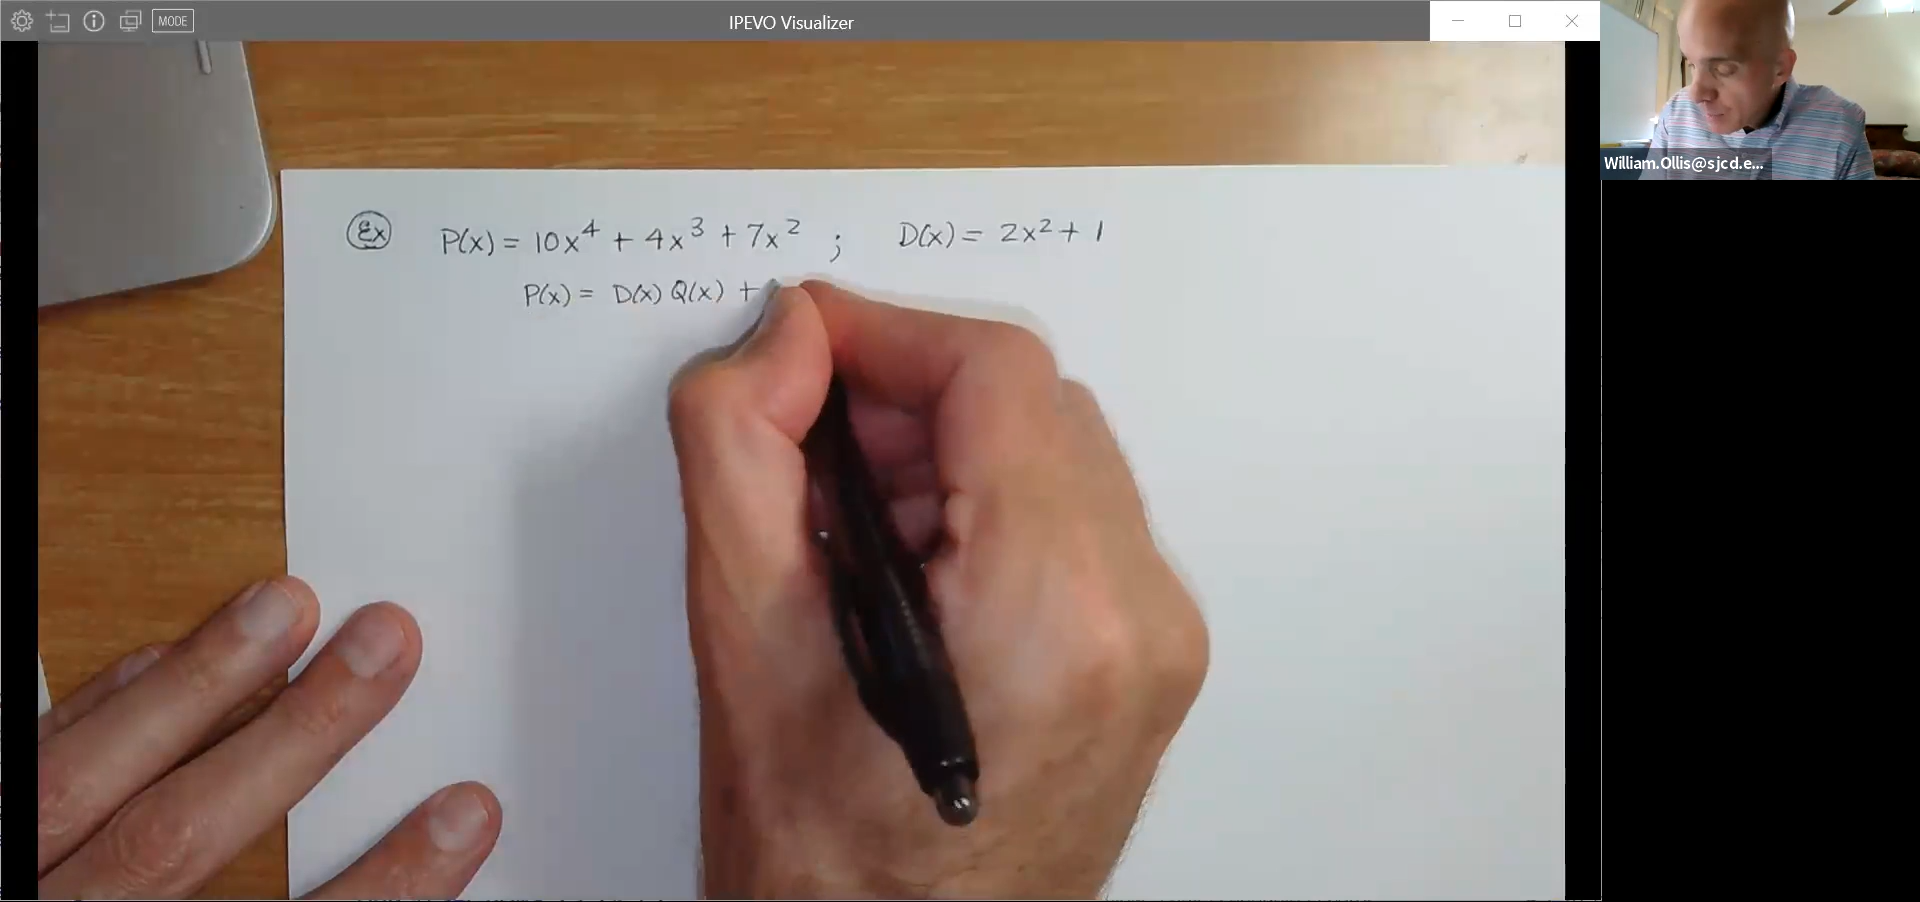 MODE
IPEVO Visualizer
William.Ollis@sjcd.e...
Ex P(x) = 10x⁴ + 4x³ + 7x² ; D(x) = 2x² + 1
P(x) = D(x) Q(x) +